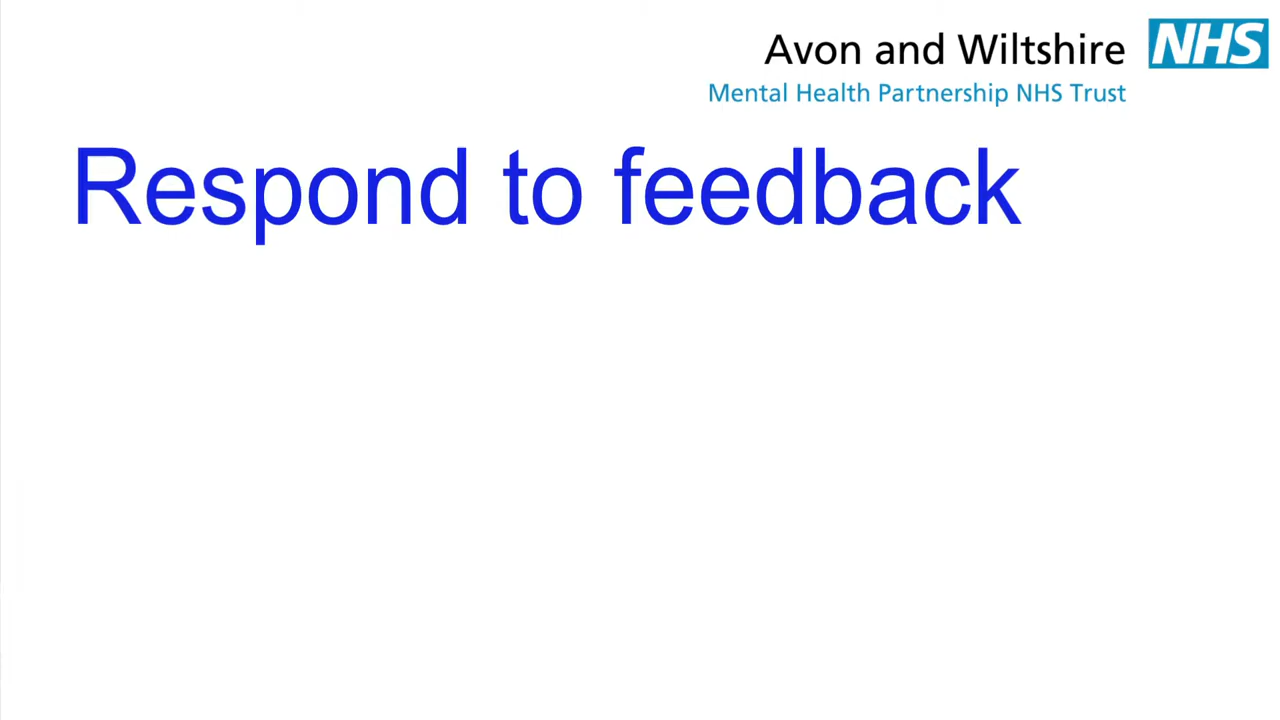 Avon and Wiltshire NHS
Mental Health Partnership NHS Trust
Respond to feedback